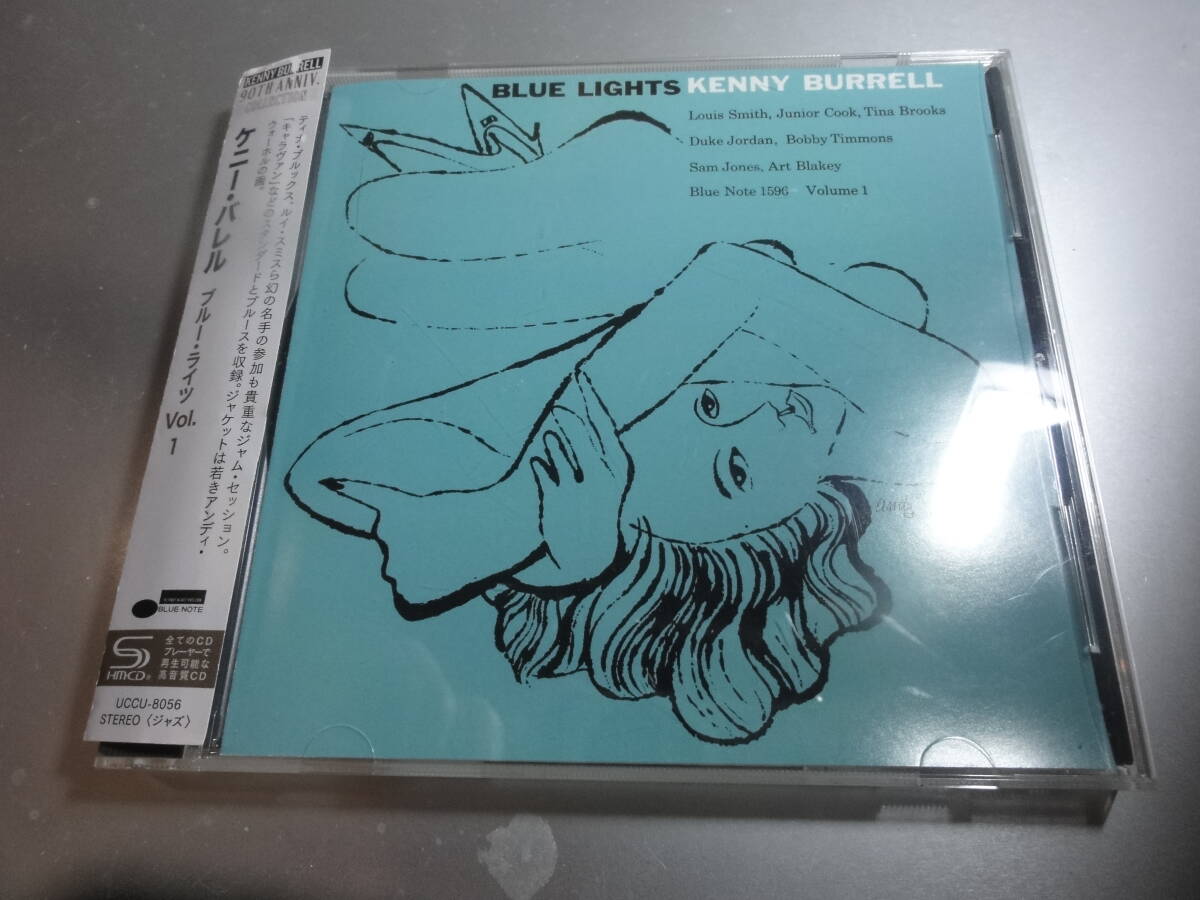 KENNY BURRELL
90TH ANNIV.
COLLECTION
ティナ・ブルックス、ルイ・スミスら幻の名手の参加も貴重なジャム・セッション。
「キャラヴァン」などのスタンダードとブルースを収録。ジャケットは若きアンディ・
ウォーホルの画。
ケニー・バレル ブルー・ライツ Vol. 1
BLUE NOTE
SHM-CD
全てのCD
プレーヤーで
再生可能な
高音質CD
UCCU-8056
STEREO〈ジャズ〉
BLUE LIGHTS KENNY BURRELL
Louis Smith, Junior Cook, Tina Brooks
Duke Jordan, Bobby Timmons
Sam Jones, Art Blakey
Blue Note 1596 Volume 1